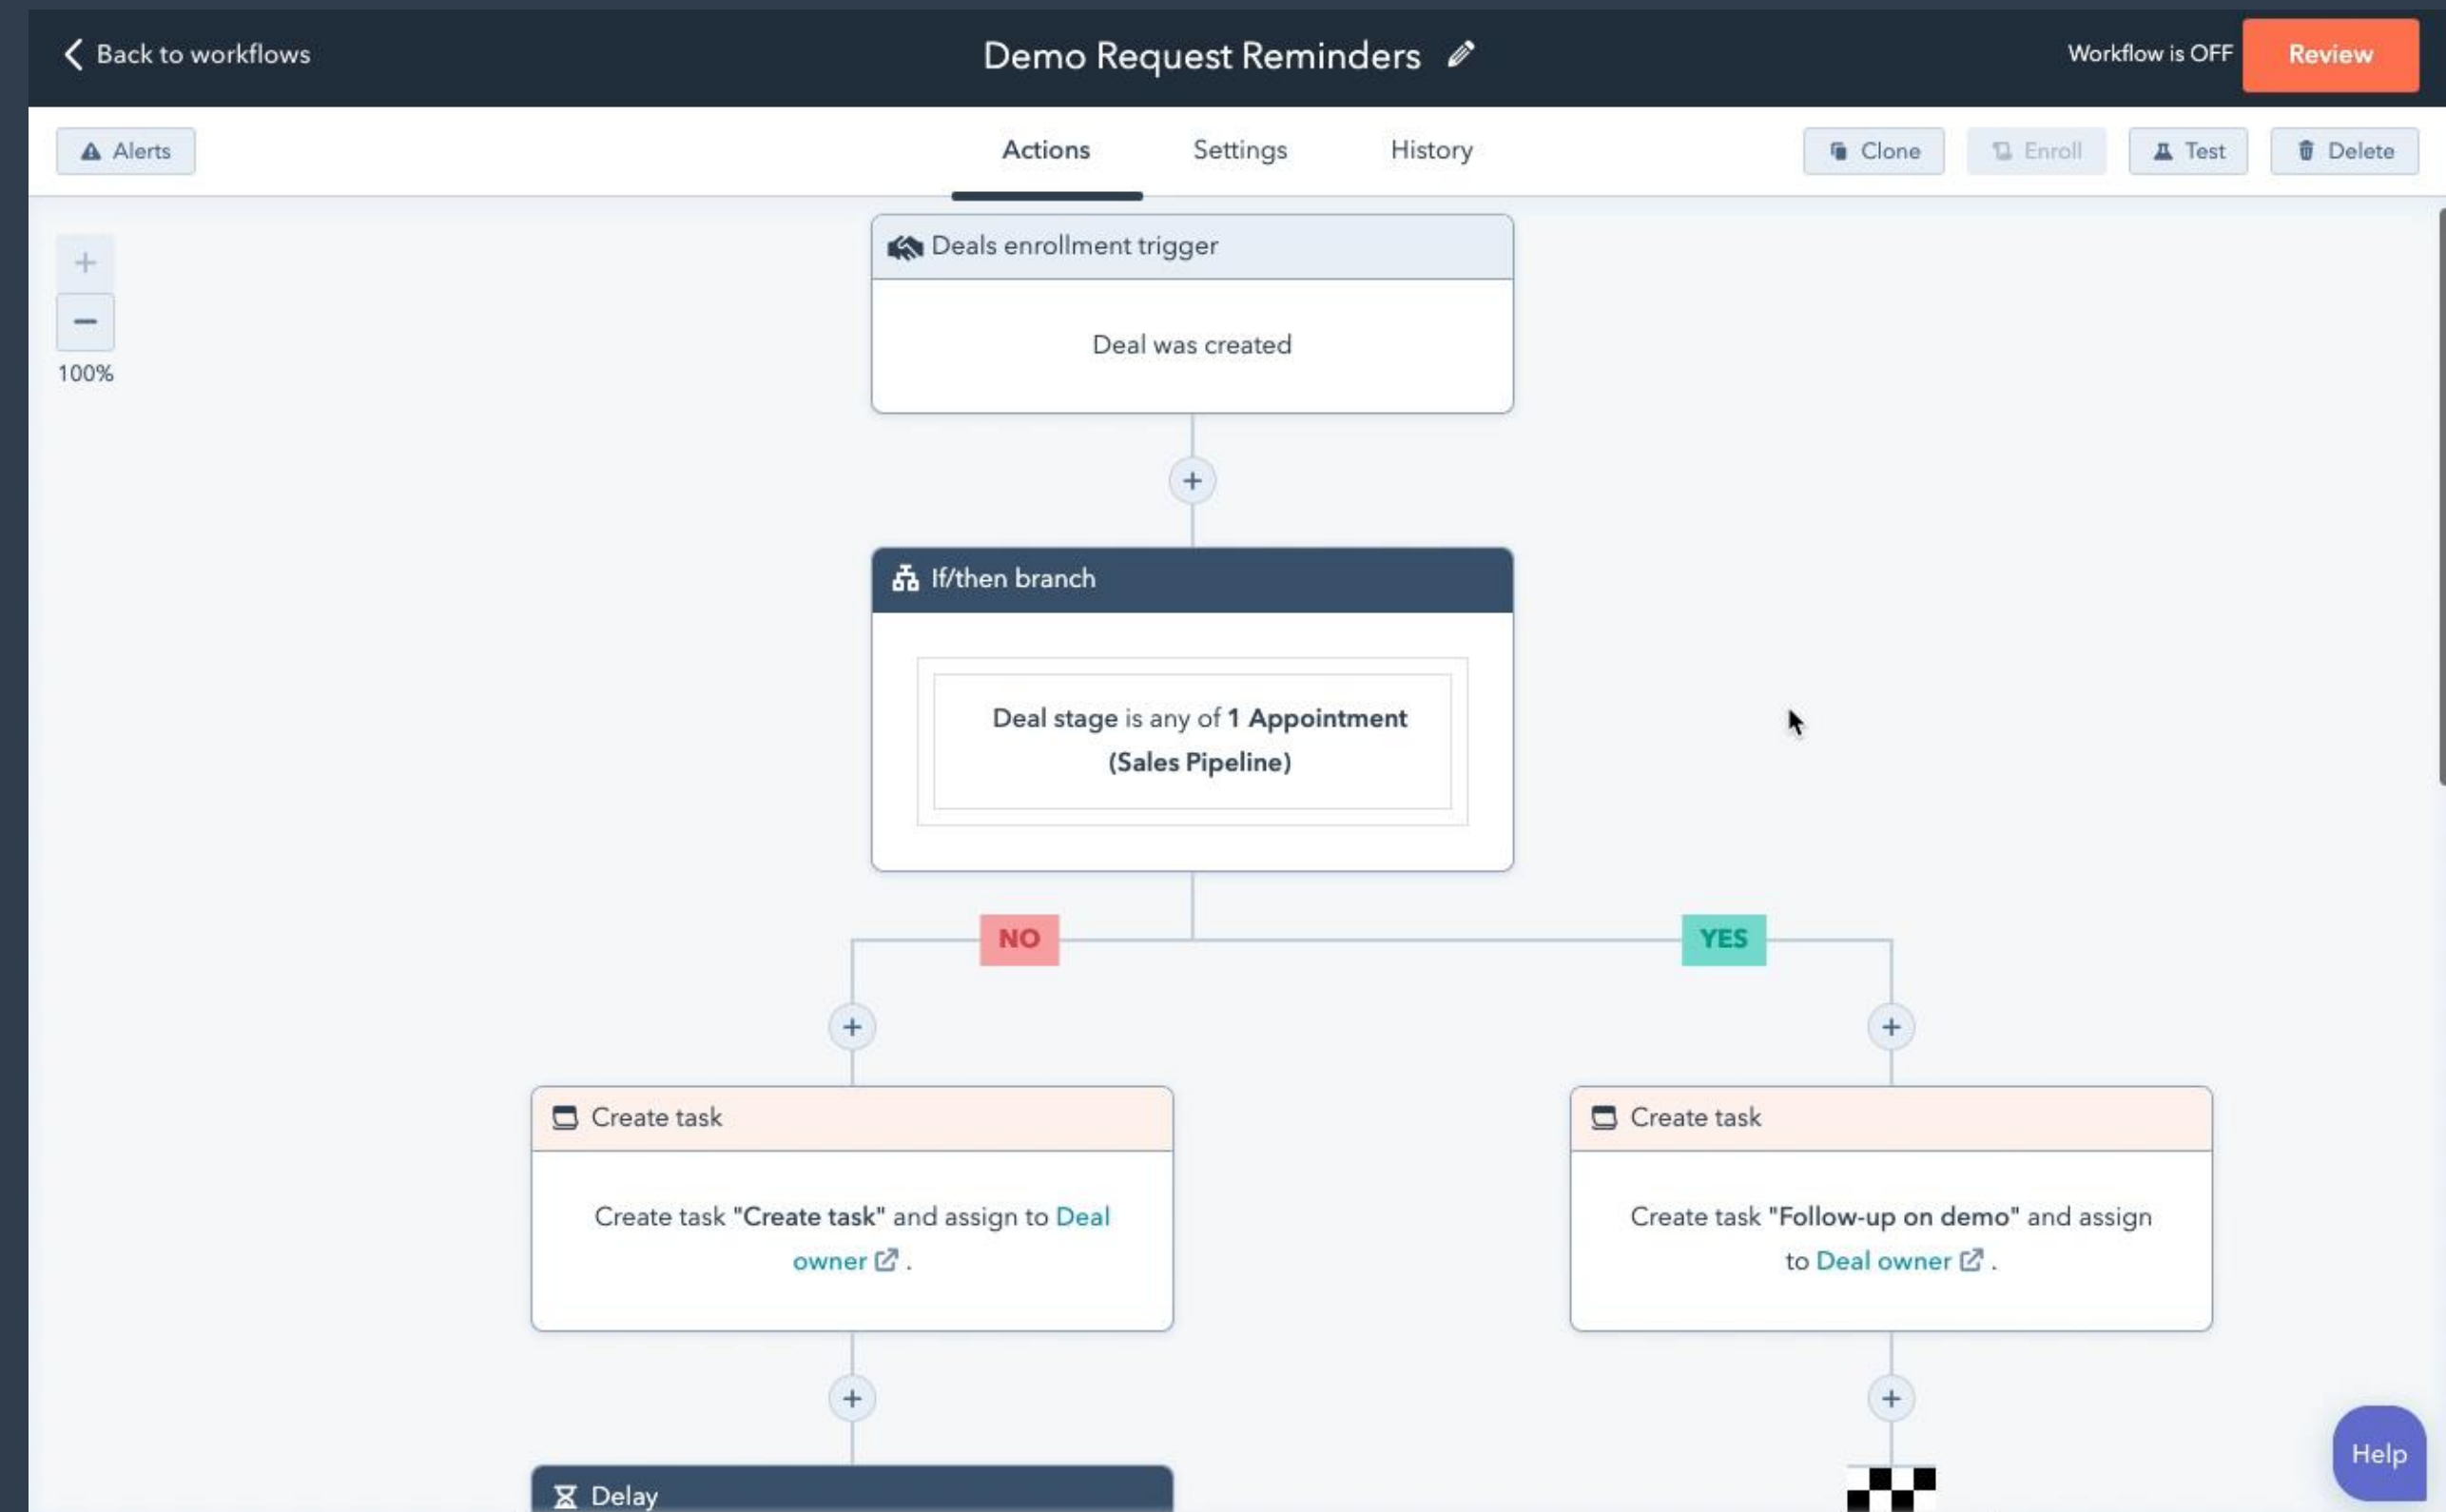 Back to workflows
Demo Request Reminders
Workflow is OFF
Review
Alerts
Actions
Settings
History
Clone
Enroll
Test
Delete
+
−
100%
Deals enrollment trigger
Deal was created
+
If/then branch
Deal stage is any of 1 Appointment
(Sales Pipeline)
NO
YES
+
+
Create task
Create task "Create task" and assign to Deal
owner .
Create task
Create task "Follow-up on demo" and assign
to Deal owner .
+
+
Delay
Help